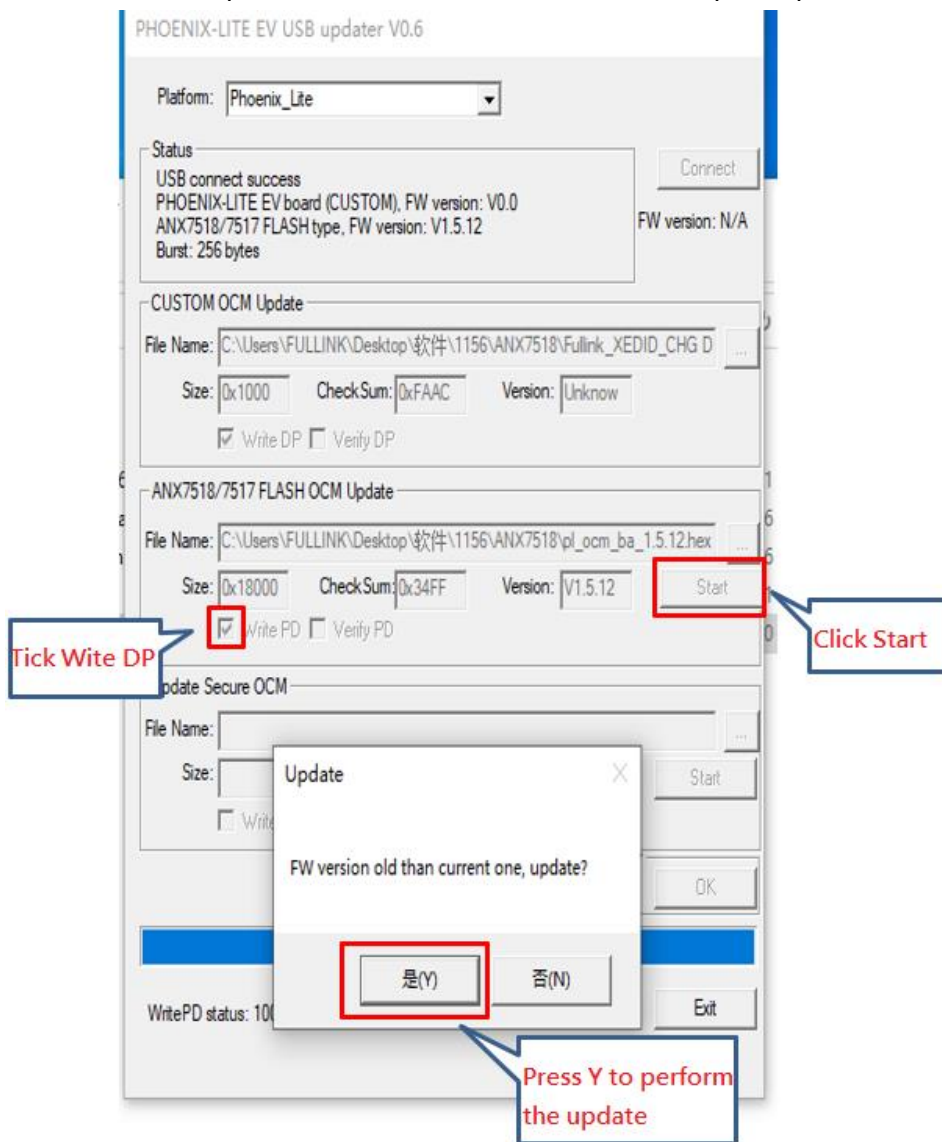 PHOENIX-LITE EV USB updater V0.6
Platform: Phoenix_Lite
Status
USB connect success
PHOENIX-LITE EV board (CUSTOM), FW version: V0.0
ANX7518/7517 FLASH type, FW version: V1.5.12
Burst: 256 bytes
Connect
FW version: N/A
CUSTOM OCM Update
File Name: C:\Users\FULLINK\Desktop\软件\1156\ANX7518\Fullink_XEDID_CHG D ...
Size: 0x1000 CheckSum: 0xFAAC Version: Unknow
Write DP Verify DP
ANX7518/7517 FLASH OCM Update
File Name: C:\Users\FULLINK\Desktop\软件\1156\ANX7518\pl_ocm_ba_1.5.12.hex ...
Size: 0x18000 CheckSum: 0x34FF Version: V1.5.12 Start
Write PD Verify PD
Tick Wite DP
Click Start
Update Secure OCM
File Name: ...
Size: Start
Write
Update X
FW version old than current one, update?
OK
是(Y) 否(N)
WritePD status: 100 Exit
Press Y to perform
the update